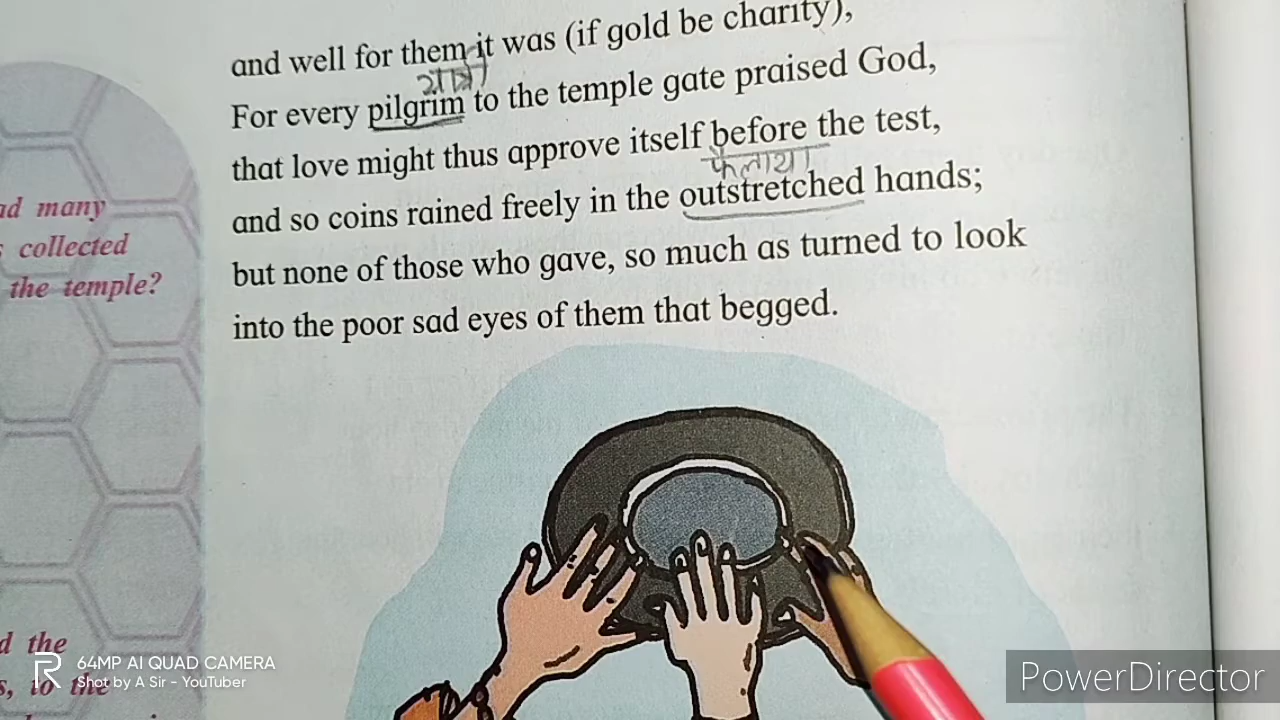 and well for them it was (if gold be charity),
यात्री
For every pilgrim to the temple gate praised God,
that love might thus approve itself before the test,
फैलाया
and so coins rained freely in the outstretched hands;
but none of those who gave, so much as turned to look
into the poor sad eyes of them that begged.
many
collected
the temple?
the
to the
64MP AI QUAD CAMERA
Shot by A Sir - YouTuber
PowerDirector